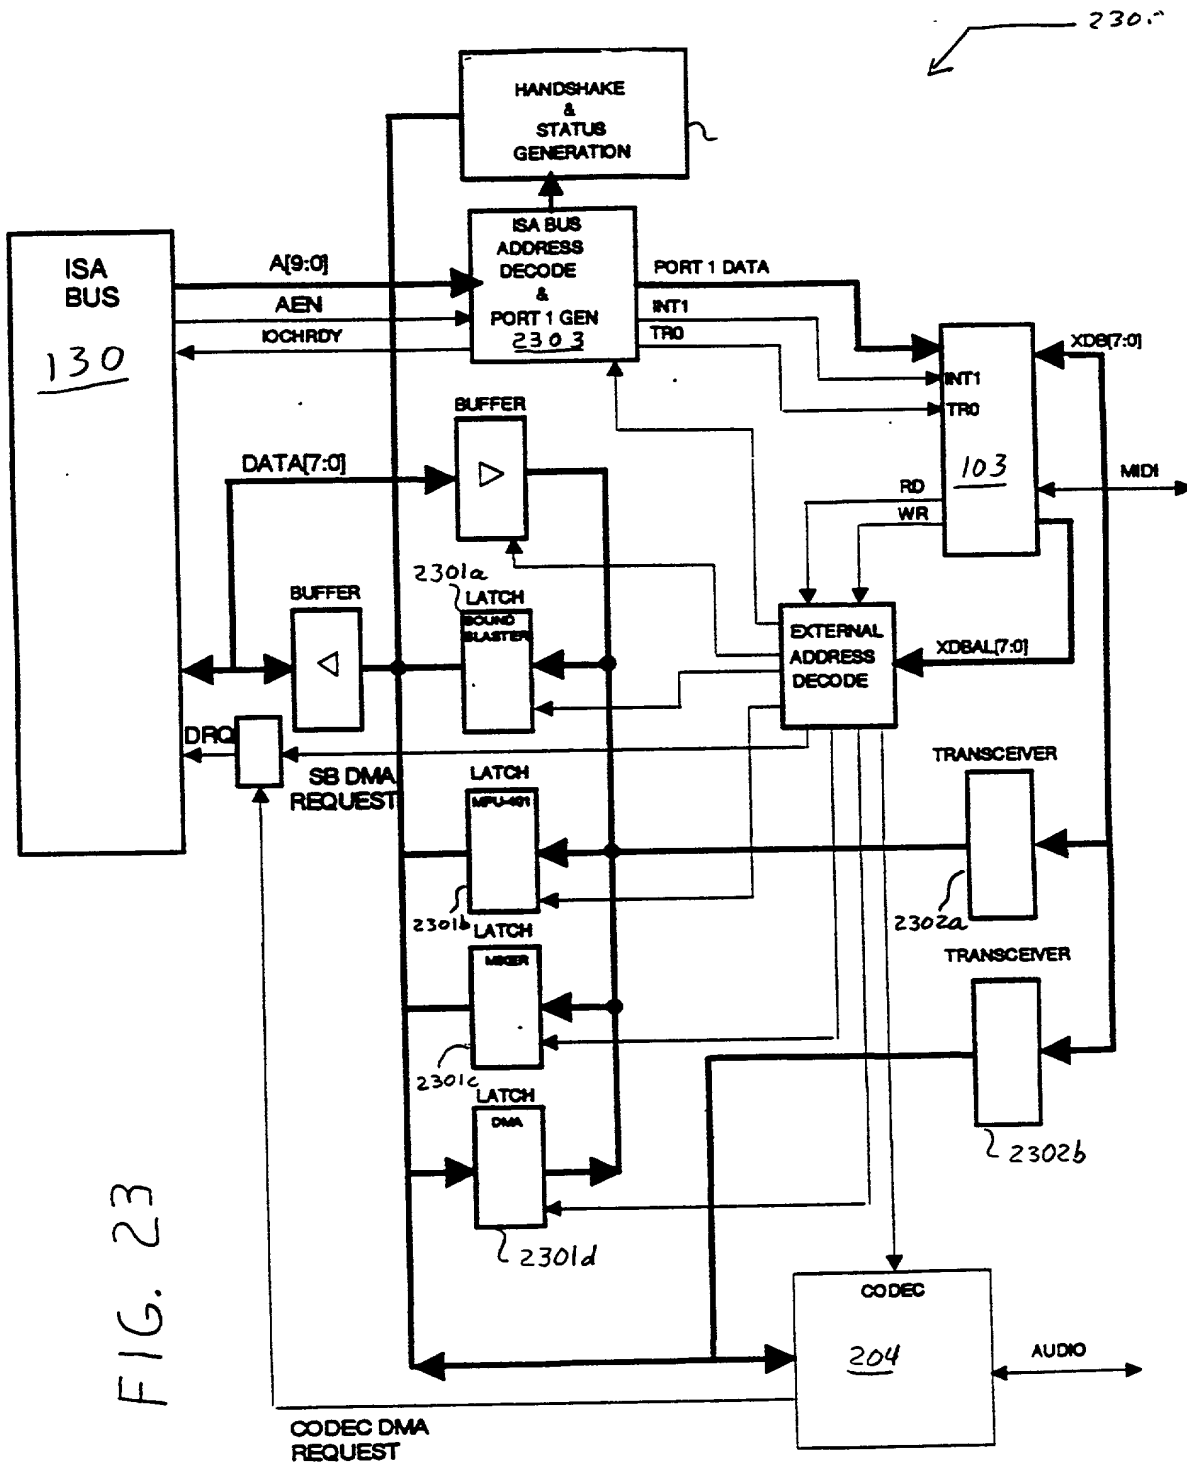 HANDSHAKE
&
STATUS
GENERATION
ISA
BUS
130
A[9:0]
AEN
IOCHRDY
ISA BUS
ADDRESS
DECODE
&
PORT 1 GEN
2303
PORT 1 DATA
INT1
TR0
XDB[7:0]
INT1
TR0
103
MIDI
RD
WR
BUFFER
DATA[7:0]
2301a
LATCH
SOUND
BLASTER
BUFFER
EXTERNAL
ADDRESS
DECODE
XDBAL[7:0]
DRQ
SB DMA
REQUEST
LATCH
MPU-401
2301b
TRANSCEIVER
2302a
LATCH
MIXER
2301c
TRANSCEIVER
2302b
LATCH
DMA
2301d
CODEC
204
AUDIO
CODEC DMA
REQUEST
FIG. 23